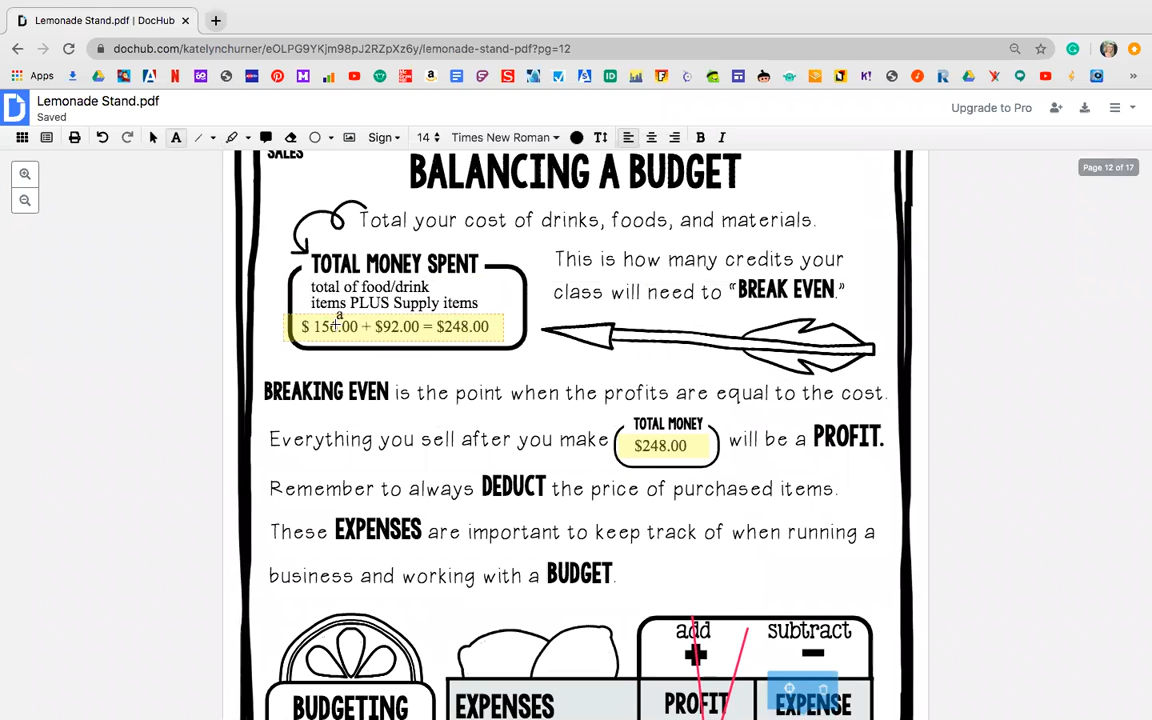 Lemonade Stand.pdf | DocHub
dochub.com/katelynchurner/eOLPG9YKjm98pJ2RZpXz6y/lemonade-stand-pdf?pg=12
Apps
Lemonade Stand.pdf
Saved
Upgrade to Pro
Sign
14
Times New Roman
Page 12 of 17
SALES
BALANCING A BUDGET
Total your cost of drinks, foods, and materials.
TOTAL MONEY SPENT
total of food/drink
items PLUS Supply items
$ 156.00 + $92.00 = $248.00
This is how many credits your
class will need to "BREAK EVEN."
BREAKING EVEN is the point when the profits are equal to the cost.
TOTAL MONEY
Everything you sell after you make $248.00 will be a PROFIT.
Remember to always DEDUCT the price of purchased items.
These EXPENSES are important to keep track of when running a
business and working with a BUDGET.
add subtract
+ −
BUDGETING EXPENSES PROFIT EXPENSE